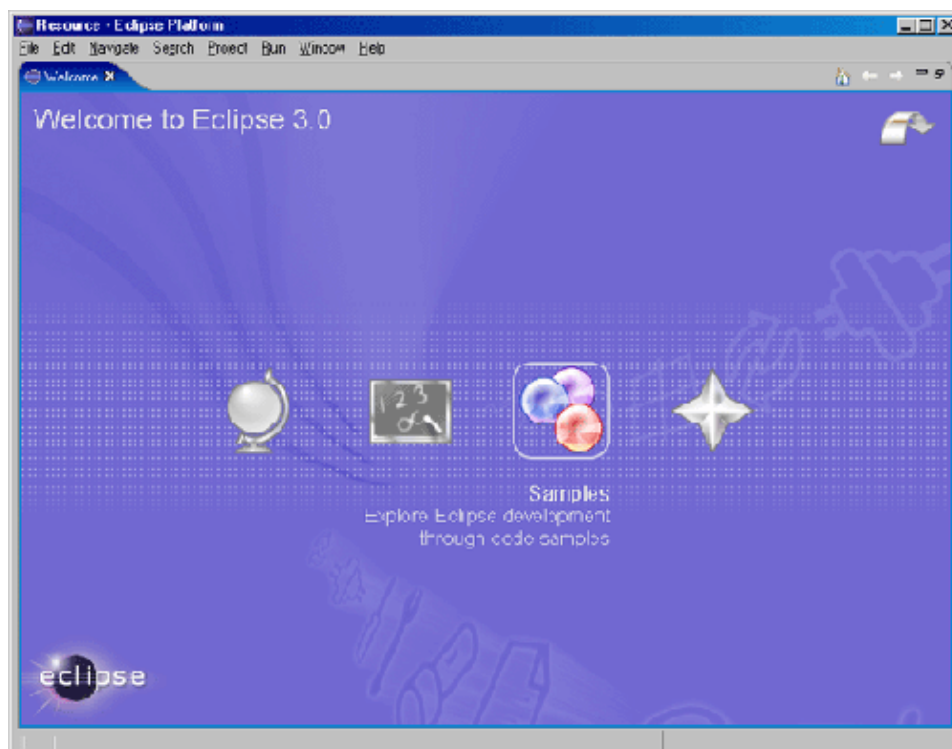 Resource - Eclipse Platform
File Edit Navigate Search Project Run Window Help
Welcome
Welcome to Eclipse 3.0
123
Samples
Explore Eclipse development
through code samples
eclipse